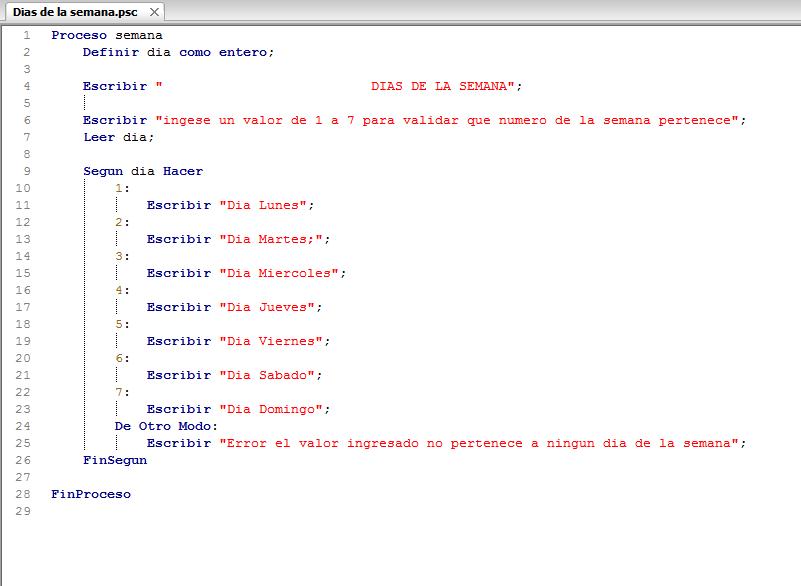 Dias de la semana.psc
1 Proceso semana
2 Definir dia como entero;
3
4 Escribir "                          DIAS DE LA SEMANA";
5
6 Escribir "ingese un valor de 1 a 7 para validar que numero de la semana pertenece";
7 Leer dia;
8
9 Segun dia Hacer
10 1:
11 Escribir "Dia Lunes";
12 2:
13 Escribir "Dia Martes;";
14 3:
15 Escribir "Dia Miercoles";
16 4:
17 Escribir "Dia Jueves";
18 5:
19 Escribir "Dia Viernes";
20 6:
21 Escribir "Dia Sabado";
22 7:
23 Escribir "Dia Domingo";
24 De Otro Modo:
25 Escribir "Error el valor ingresado no pertenece a ningun dia de la semana";
26 FinSegun
27
28 FinProceso
29